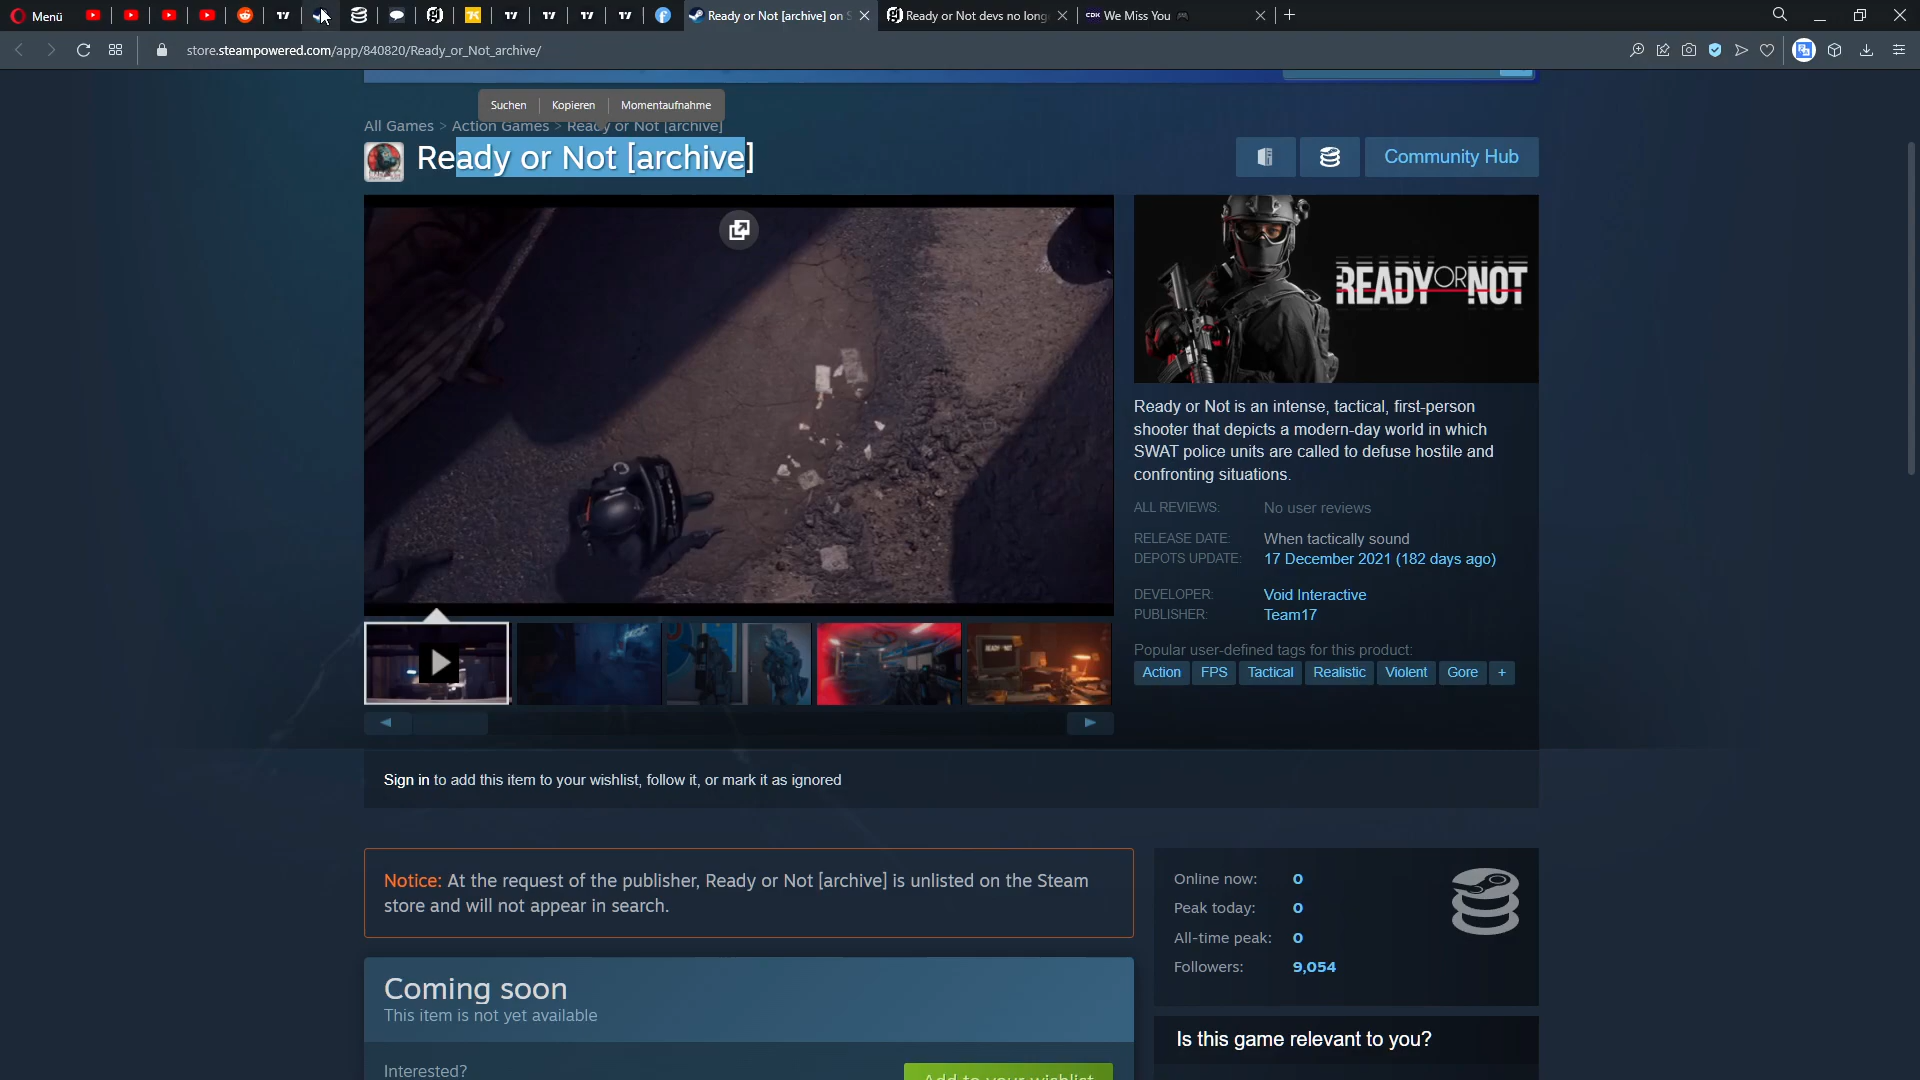 Menü
Ready or Not [archive] on S
Ready or Not devs no long
CDK We Miss You
store.steampowered.com/app/840820/Ready_or_Not_archive/
Suchen Kopieren Momentaufnahme
All Games > Action Games > Ready or Not [archive]
Ready or Not [archive]
Community Hub
READY OR NOT
Ready or Not is an intense, tactical, first-person
shooter that depicts a modern-day world in which
SWAT police units are called to defuse hostile and
confronting situations.
ALL REVIEWS: No user reviews
RELEASE DATE: When tactically sound
DEPOTS UPDATE: 17 December 2021 (182 days ago)
DEVELOPER: Void Interactive
PUBLISHER: Team17
Popular user-defined tags for this product:
Action FPS Tactical Realistic Violent Gore +
Sign in to add this item to your wishlist, follow it, or mark it as ignored
Notice: At the request of the publisher, Ready or Not [archive] is unlisted on the Steam
store and will not appear in search.
Online now: 0
Peak today: 0
All-time peak: 0
Followers: 9,054
Coming soon
This item is not yet available
Is this game relevant to you?
Interested?
Add to your wishlist